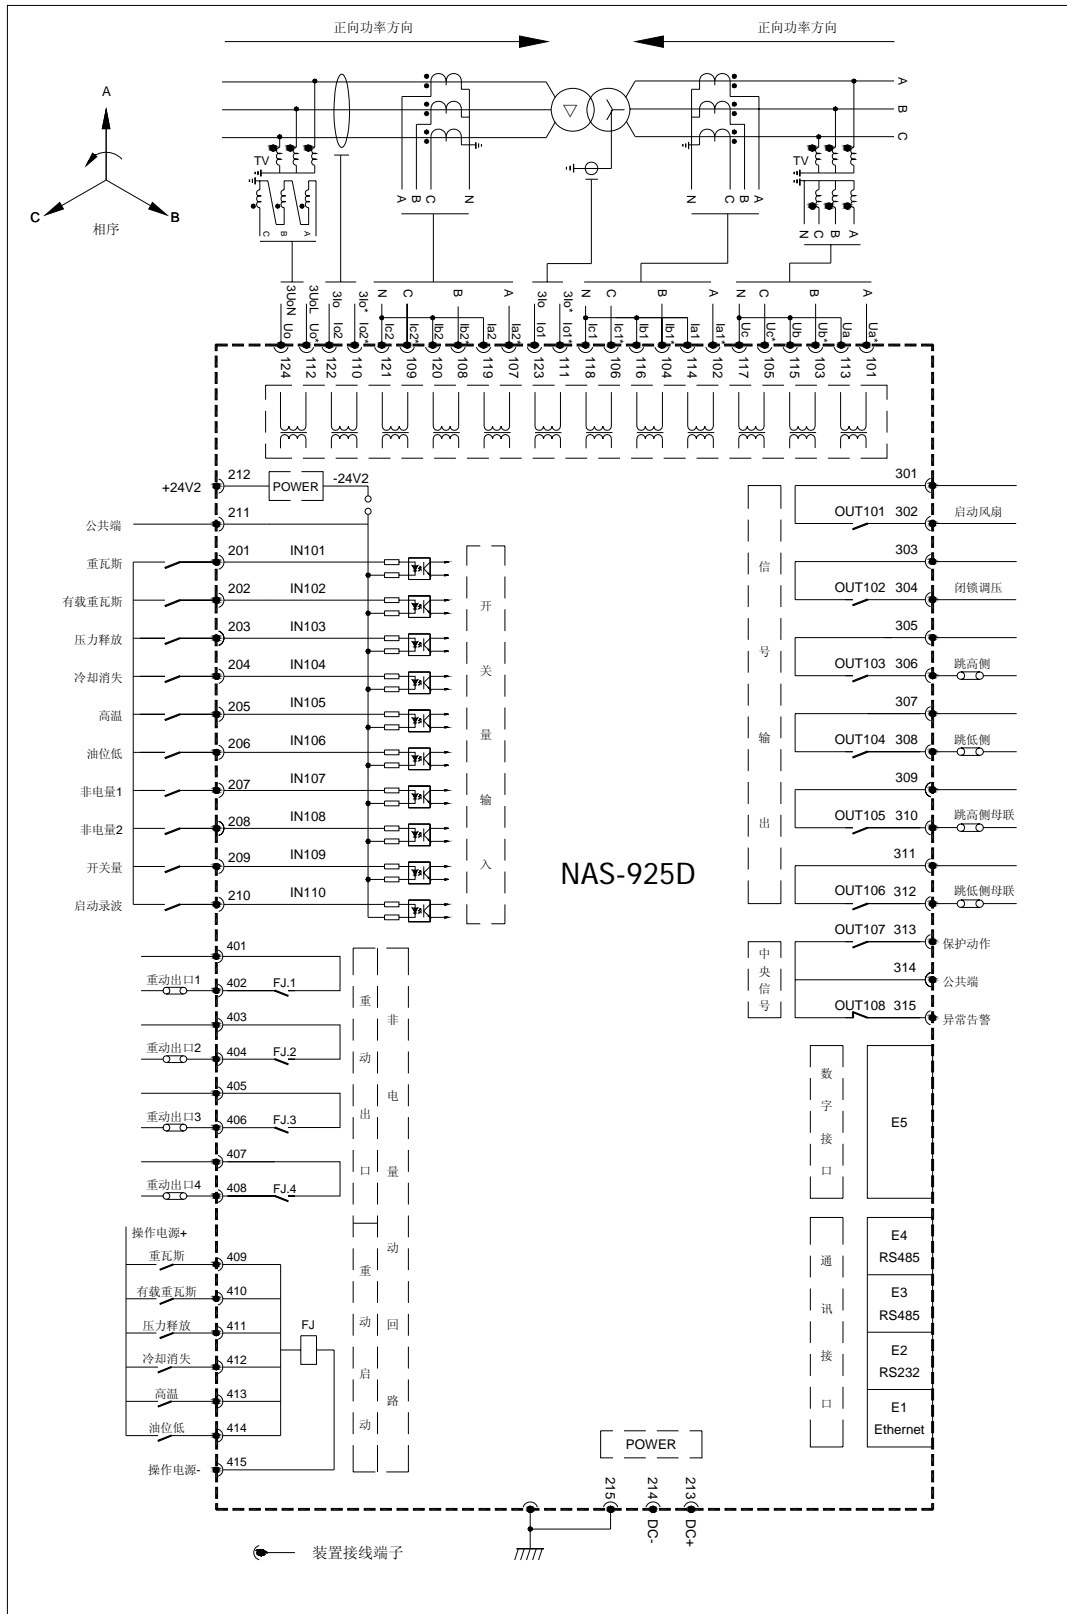 正向功率方向
正向功率方向
A
C
B
相序
A
B
C
TV
TV
C B A
A B C N
N C B A
N C B A
3UoN 3UoL 3Io 3Io* N C B A 3Io 3Io* N C B A N C B A
Uo Uo* Io2 Io2* Ic2 Ic2* Ib2 Ib2* Ia2 Ia2* Io1 Io1* Ic1 Ic1* Ib1 Ib1* Ia1 Ia1* Uc Uc* Ub Ub* Ua Ua*
124 112 122 110 121 109 120 108 119 107 123 111 118 106 116 104 114 102 117 105 115 103 113 101
+24V2 212 POWER -24V2
公共端 211
重瓦斯 201 IN101
有载重瓦斯 202 IN102
压力释放 203 IN103
冷却消失 204 IN104
高温 205 IN105
油位低 206 IN106
非电量1 207 IN107
非电量2 208 IN108
开关量 209 IN109
启动录波 210 IN110
开关量输入
NAS-925D
信号输出
301
OUT101 302 启动风扇
303
OUT102 304 闭锁调压
305
OUT103 306 跳高侧
307
OUT104 308 跳低侧
309
OUT105 310 跳高侧母联
311
OUT106 312 跳低侧母联
中央信号
OUT107 313 保护动作
314 公共端
OUT108 315 异常告警
401
重动出口1 402 FJ.1
403
重动出口2 404 FJ.2
405
重动出口3 406 FJ.3
407
重动出口4 408 FJ.4
重动出口
重动启动
非电量动回路
操作电源+
重瓦斯 409
有载重瓦斯 410
压力释放 411
冷却消失 412
高温 413
油位低 414
操作电源- 415
FJ
数字接口
E5
通讯接口
E4
RS485
E3
RS485
E2
RS232
E1
Ethernet
POWER
215 214 213
DC- DC+
装置接线端子